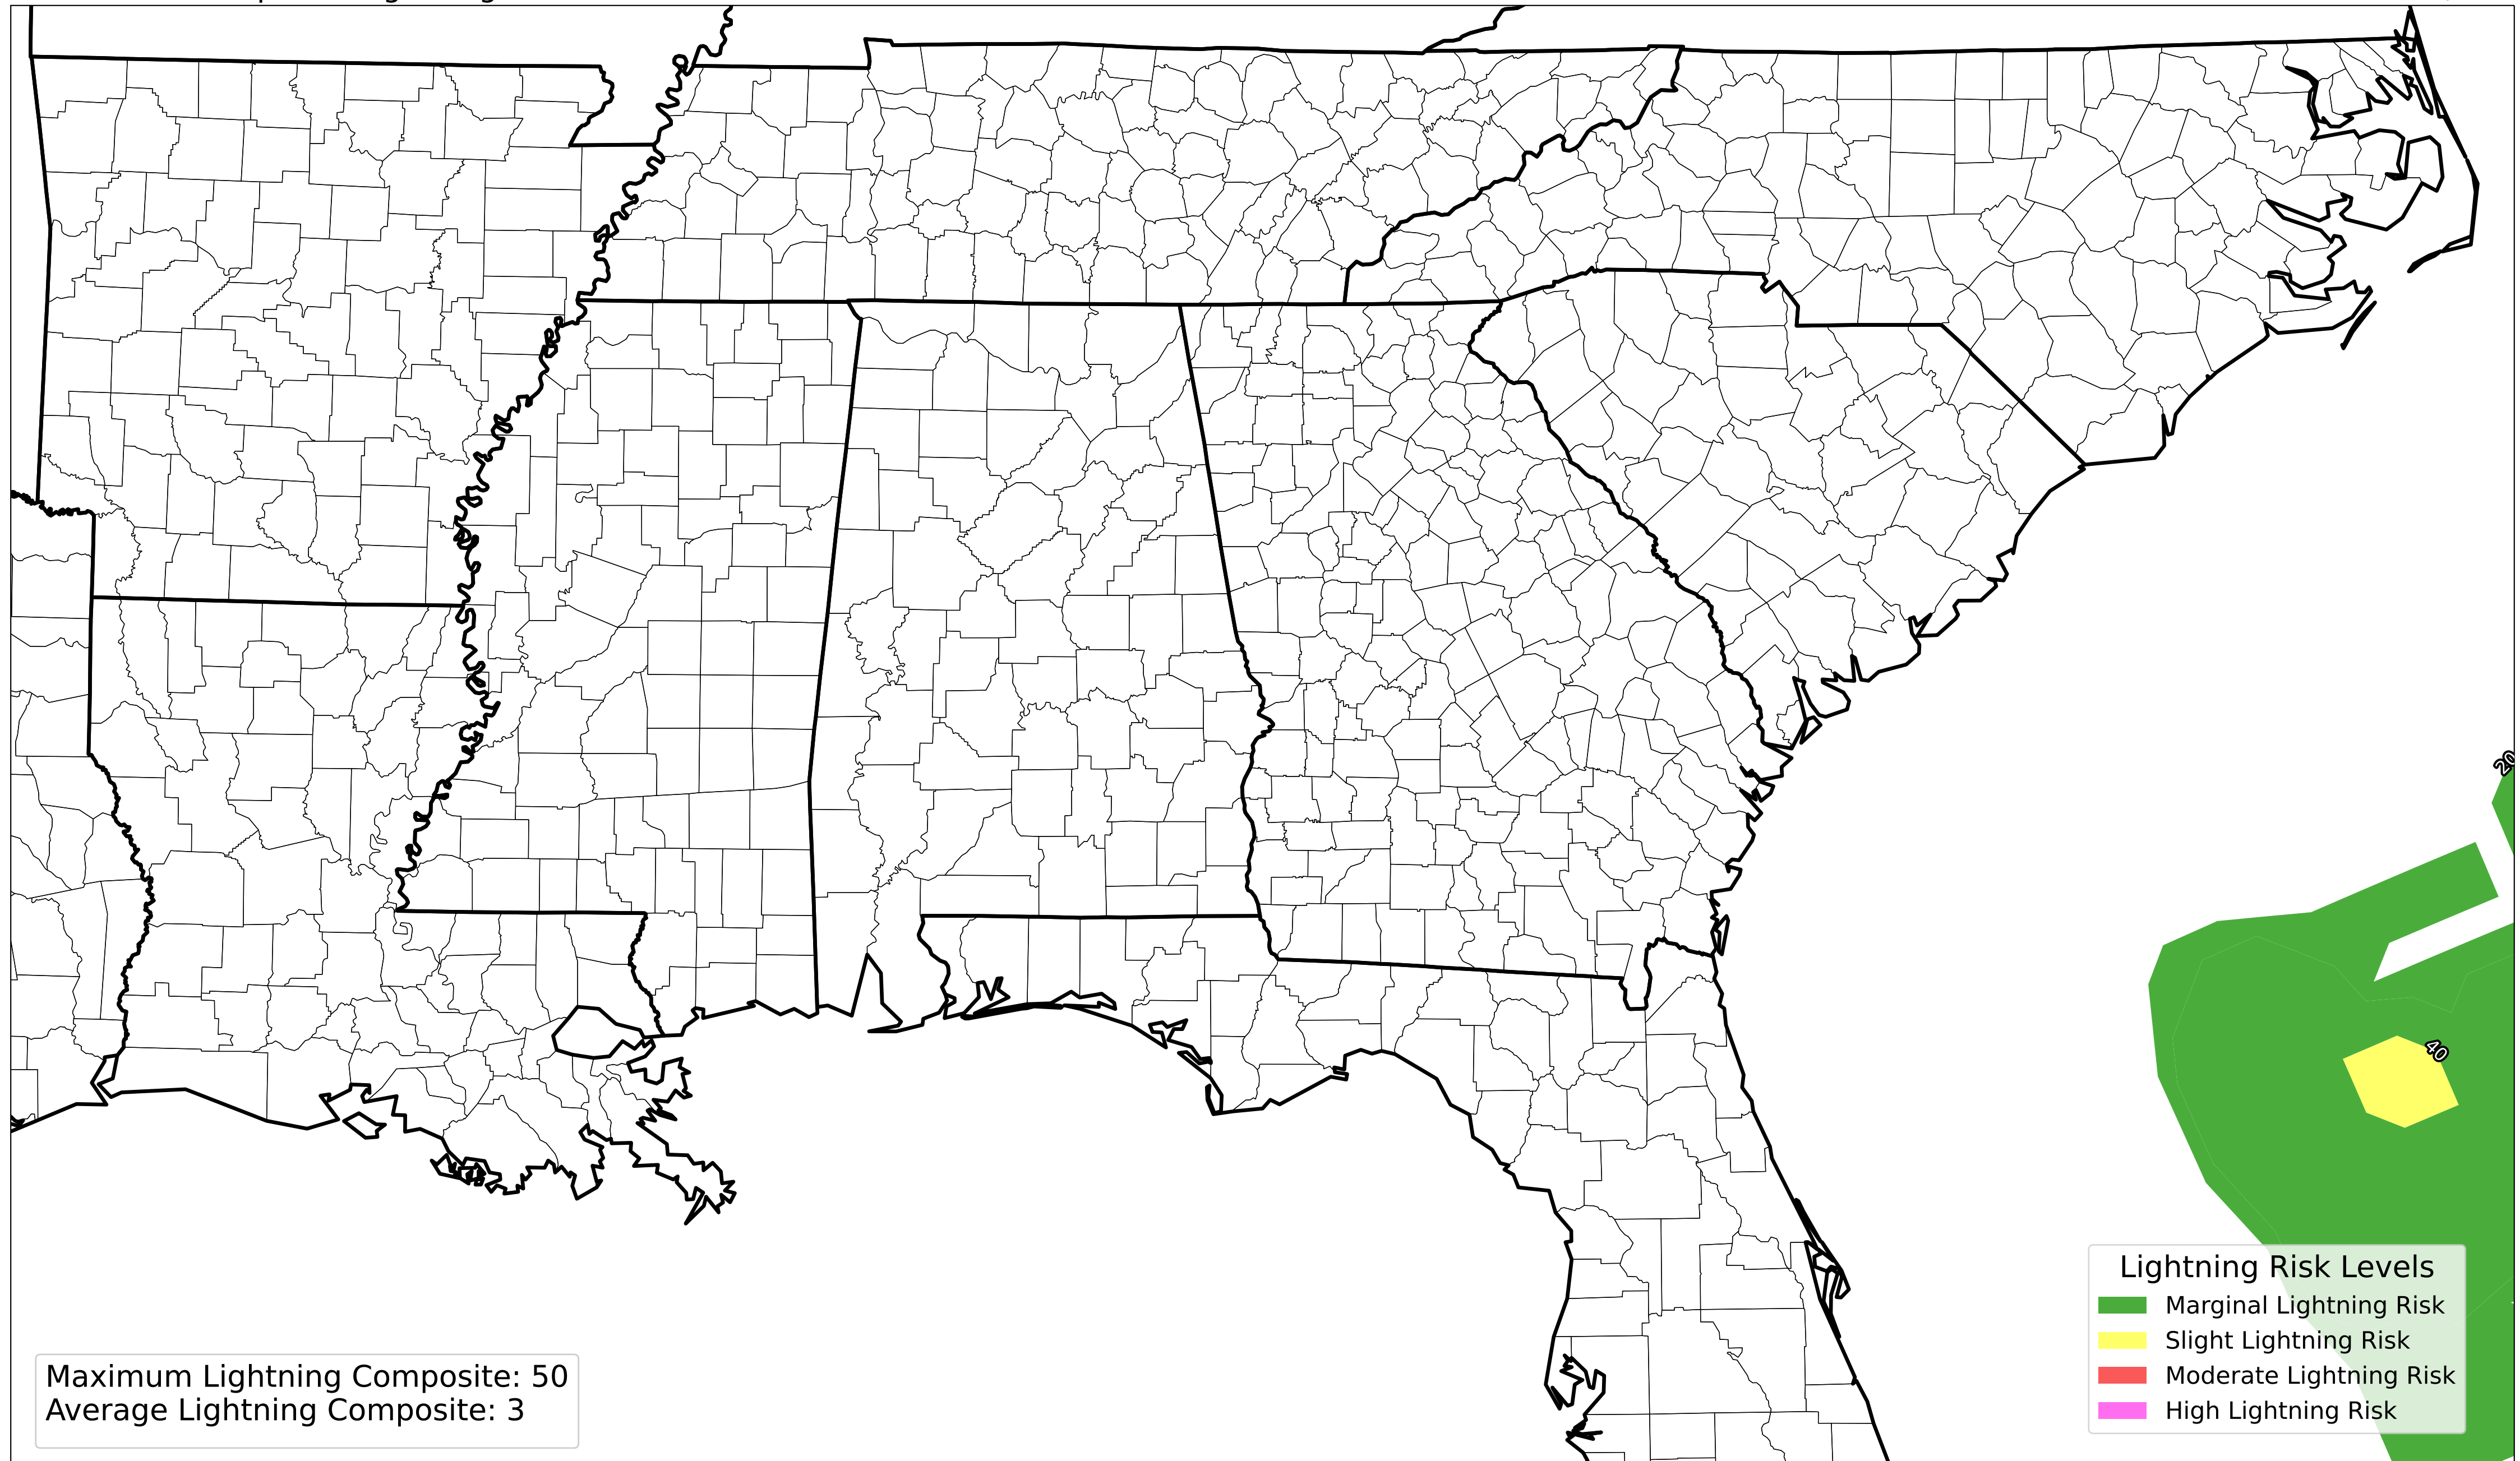 20
40
Lightning Risk Levels
Marginal Lightning Risk
Slight Lightning Risk
Moderate Lightning Risk
High Lightning Risk
Maximum Lightning Composite: 50
Average Lightning Composite: 3